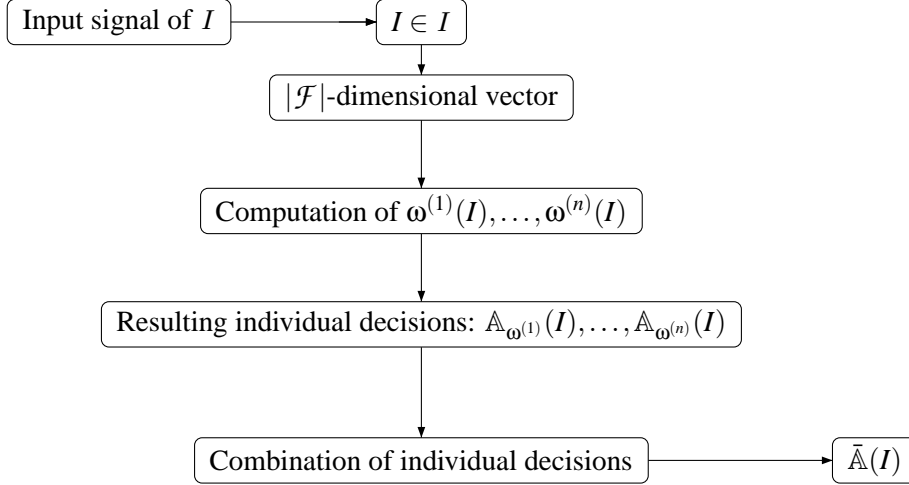 Input signal of I
I ∈ I
|ℱ|-dimensional vector
Computation of ω⁽¹⁾(I),…,ω⁽ⁿ⁾(I)
Resulting individual decisions: 𝔸_ω⁽¹⁾(I),…,𝔸_ω⁽ⁿ⁾(I)
Combination of individual decisions
𝔸̄(I)